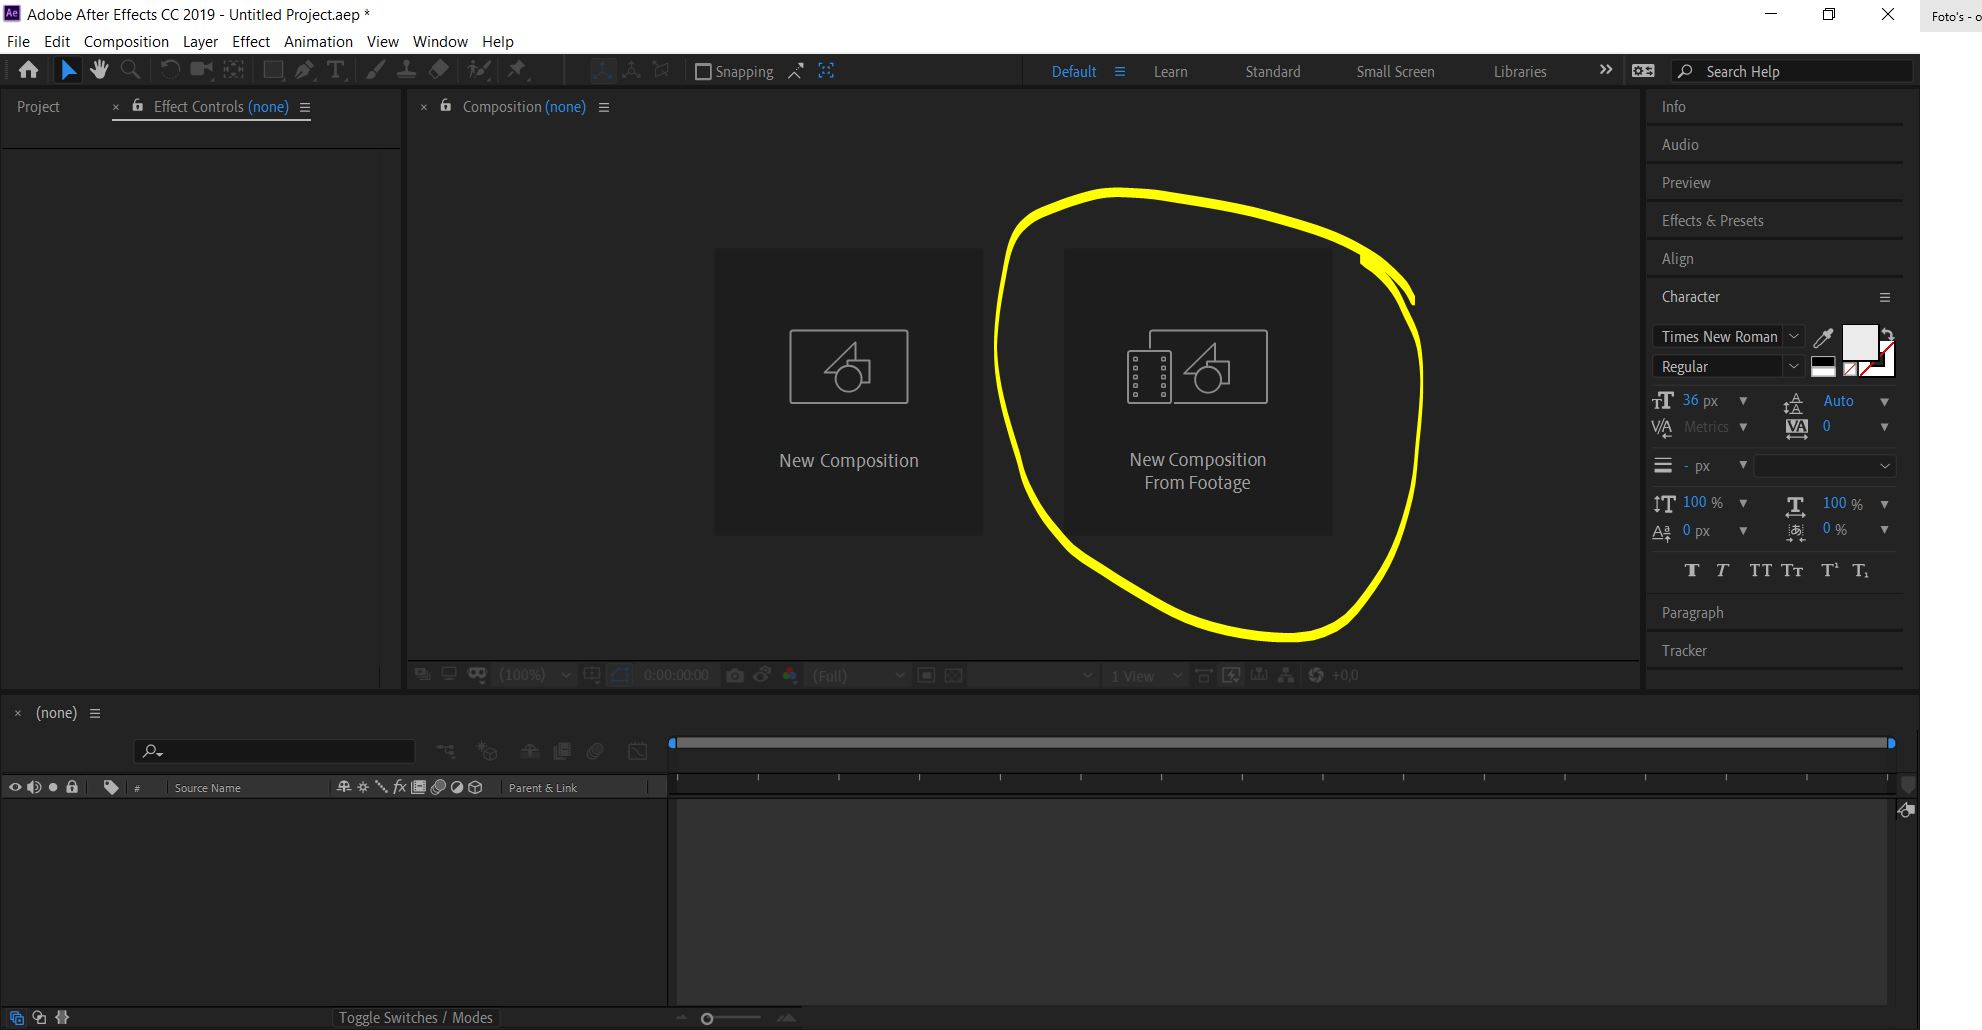 Ae Adobe After Effects CC 2019 - Untitled Project.aep *
Foto's - o
File Edit Composition Layer Effect Animation View Window Help
Snapping
Default Learn Standard Small Screen Libraries
Search Help
Project
Effect Controls (none)
Composition (none)
New Composition
New Composition
From Footage
(100%) 0:00:00:00 (Full) 1 View +0,0
Info
Audio
Preview
Effects & Presets
Align
Character
Times New Roman
Regular
36 px Auto
Metrics 0
- px
100 % 100 %
0 px 0 %
T T TT Tt T¹ T₁
Paragraph
Tracker
(none)
# Source Name fx Parent & Link
Toggle Switches / Modes